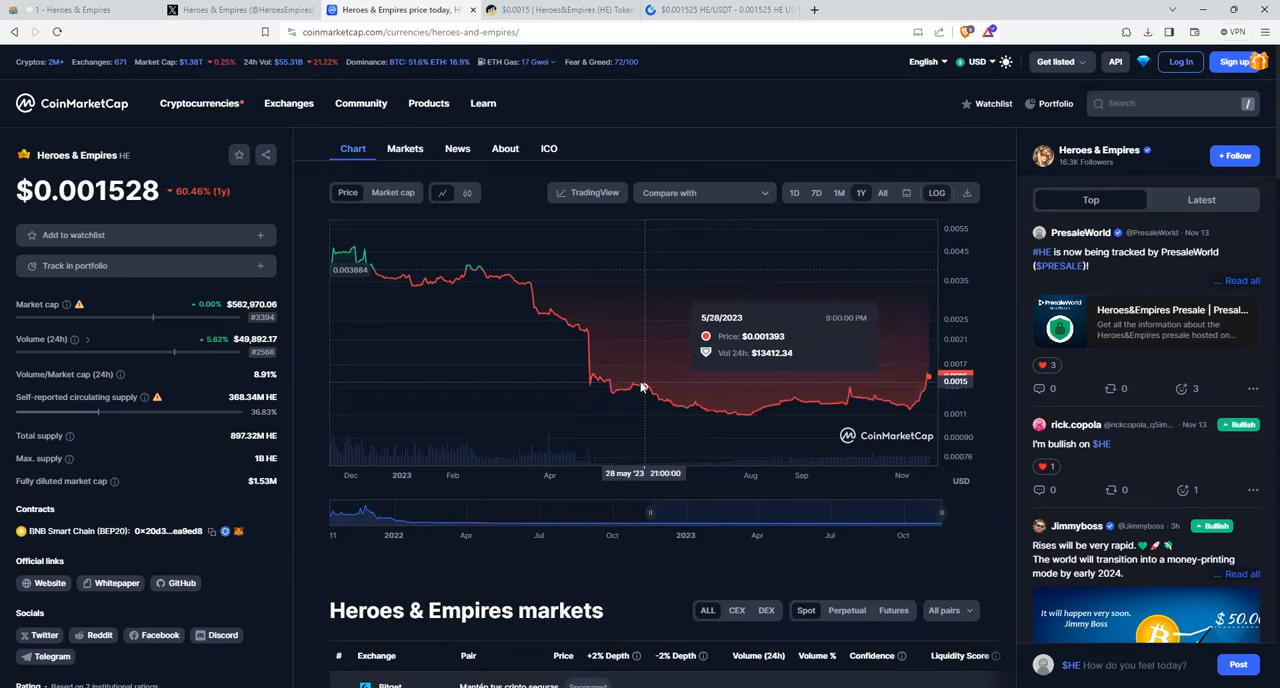 1 - Heroes & Empires
Heroes & Empires (@HeroesEmpires)
Heroes & Empires price today, H
$0.0015 | Heroes&Empires (HE) Token
$0.001525 HE/USDT - 0.001525 HE US
coinmarketcap.com/currencies/heroes-and-empires/
VPN
Cryptos: 2M+ Exchanges: 671 Market Cap: $1.38T 0.25% 24h Vol: $55.31B 21.22% Dominance: BTC: 51.6% ETH: 16.9% ETH Gas: 17 Gwei Fear & Greed: 72/100
English USD Get listed API Log In Sign up
CoinMarketCap
Cryptocurrencies Exchanges Community Products Learn
Watchlist Portfolio Search /
Heroes & Empires HE
$0.001528 60.46% (1y)
Add to watchlist +
Track in portfolio +
Market cap 0.00% $562,970.06
#3394
Volume (24h) 5.62% $49,892.17
#2566
Volume/Market cap (24h) 8.91%
Self-reported circulating supply 368.34M HE
36.83%
Total supply 897.32M HE
Max. supply 1B HE
Fully diluted market cap $1.53M
Contracts
BNB Smart Chain (BEP20): 0x20d3...ea9ed8
Official links
Website Whitepaper GitHub
Socials
Twitter Reddit Facebook Discord
Telegram
Rating · Based on 2 institutional ratings
Chart Markets News About ICO
Price Market cap TradingView Compare with 1D 7D 1M 1Y All LOG
0.0055
0.0045
0.003884
0.0035
0.0025
0.0021
0.0017
0.0015
0.0011
0.00090
0.00076
USD
5/28/2023 9:00:00 PM
Price: $0.001393
Vol 24h: $13412.34
CoinMarketCap
Dec 2023 Feb Apr 28 may '23 21:00:00 Aug Sep Nov
11 2022 Apr Jul Oct 2023 Apr Jul Oct
Heroes & Empires markets
ALL CEX DEX Spot Perpetual Futures All pairs
# Exchange Pair Price +2% Depth -2% Depth Volume (24h) Volume % Confidence Liquidity Score
Bitget Mantén tus cripto seguras Sponsored
Heroes & Empires
16.3K Followers
+ Follow
Top Latest
PresaleWorld @PresaleWorld · Nov 13
#HE is now being tracked by PresaleWorld
($PRESALE)!
... Read all
PresaleWorld
Heroes&Empires Presale | Presal...
Get all the information about the
Heroes&Empires presale hosted on...
3
0 0 3
rick.copola @rickcopola_q5im... · Nov 13 Bullish
I'm bullish on $HE
1
0 0 1
Jimmyboss @Jimmyboss · 3h Bullish
Rises will be very rapid.
The world will transition into a money-printing
mode by early 2024. ... Read all
It will happen very soon.
Jimmy Boss
$ 50.0
$HE How do you feel today? Post